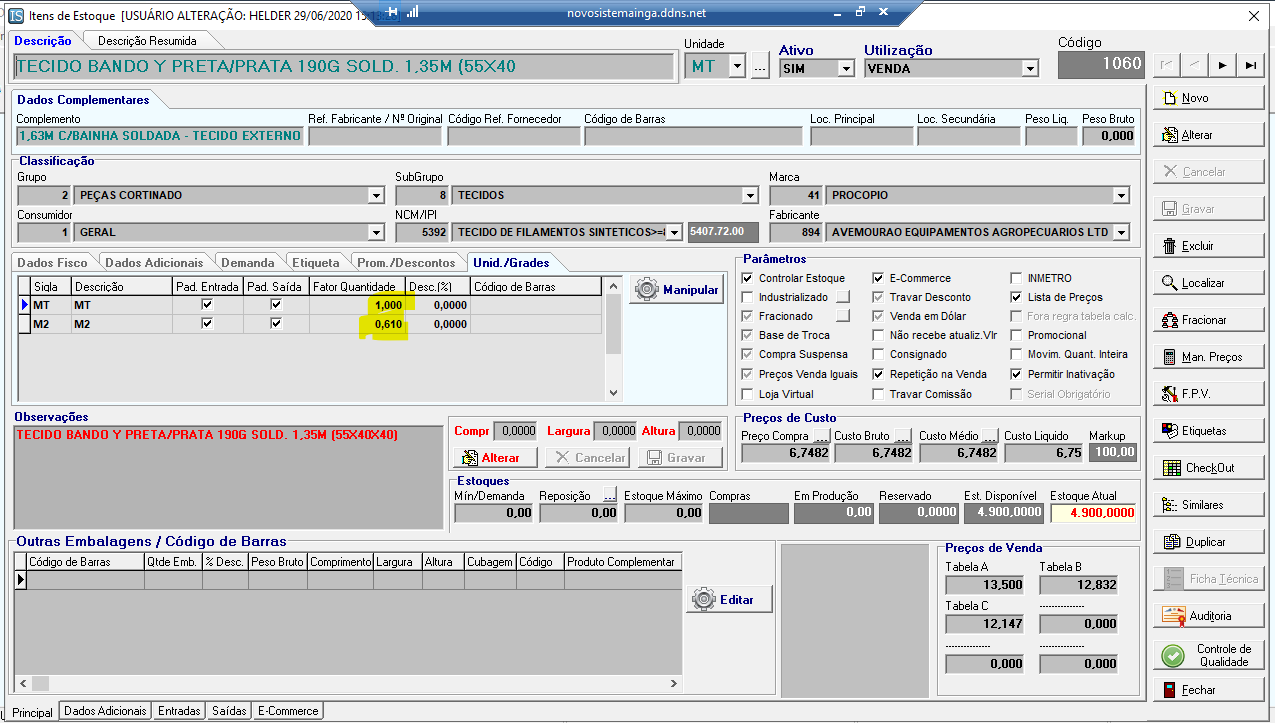 Itens de Estoque [USUÁRIO ALTERAÇÃO: HELDER 29/06/2020
novosistemainga.ddns.net
Descrição
Descrição Resumida
Unidade
Ativo
Utilização
Código
TECIDO BANDO Y PRETA/PRATA 190G SOLD. 1,35M (55X40
MT
...
SIM
VENDA
1060
Dados Complementares
Complemento
Ref. Fabricante / Nº Original
Código Ref. Fornecedor
Código de Barras
Loc. Principal
Loc. Secundária
Peso Liq.
Peso Bruto
1,63M C/BAINHA SOLDADA - TECIDO EXTERNO
0,000
Classificação
Grupo
SubGrupo
Marca
2 PEÇAS CORTINADO
8 TECIDOS
41 PROCOPIO
Consumidor
NCM/IPI
Fabricante
1 GERAL
5392 TECIDO DE FILAMENTOS SINTETICOS>=
5407.72.00
894 AVEMOURAO EQUIPAMENTOS AGROPECUARIOS LTD
Dados Fisco
Dados Adicionais
Demanda
Etiqueta
Prom./Descontos
Unid./Grades
Sigla Descrição Pad. Entrada Pad. Saída Fator Quantidade Desc.(%) Código de Barras
MT MT 1,000 0,0000
M2 M2 0,610 0,0000
Manipular
Parâmetros
Controlar Estoque
E-Commerce
INMETRO
Industrializado
Travar Desconto
Lista de Preços
Fracionado
Venda em Dólar
Fora regra tabela calc.
Base de Troca
Não recebe atualiz.Vlr
Promocional
Compra Suspensa
Consignado
Movim. Quant. Inteira
Preços Venda Iguais
Repetição na Venda
Permitir Inativação
Loja Virtual
Travar Comissão
Serial Obrigatório
Observações
TECIDO BANDO Y PRETA/PRATA 190G SOLD. 1,35M (55X40X40)
Compr 0,0000 Largura 0,0000 Altura 0,0000
Alterar
Cancelar
Gravar
Preços de Custo
Preço Compra ... Custo Bruto ... Custo Médio ... Custo Liquido Markup
6,7482 6,7482 6,7482 6,75 100,00
Estoques
Mín/Demanda Reposição ... Estoque Máximo Compras Em Produção Reservado Est. Disponível Estoque Atual
0,00 0,00 0,00 0,00 0,0000 4.900,0000 4.900,0000
Outras Embalagens / Código de Barras
Código de Barras Qtde Emb. % Desc. Peso Bruto Comprimento Largura Altura Cubagem Código Produto Complementar
Editar
Preços de Venda
Tabela A Tabela B
13,500 12,832
Tabela C --------------
12,147 0,000
-------------- --------------
0,000 0,000
Novo
Alterar
Cancelar
Gravar
Excluir
Localizar
Fracionar
Man. Preços
F.P.V.
Etiquetas
CheckOut
Similares
Duplicar
Ficha Técnica
Auditoria
Controle de
Qualidade
Fechar
Principal
Dados Adicionais
Entradas
Saídas
E-Commerce